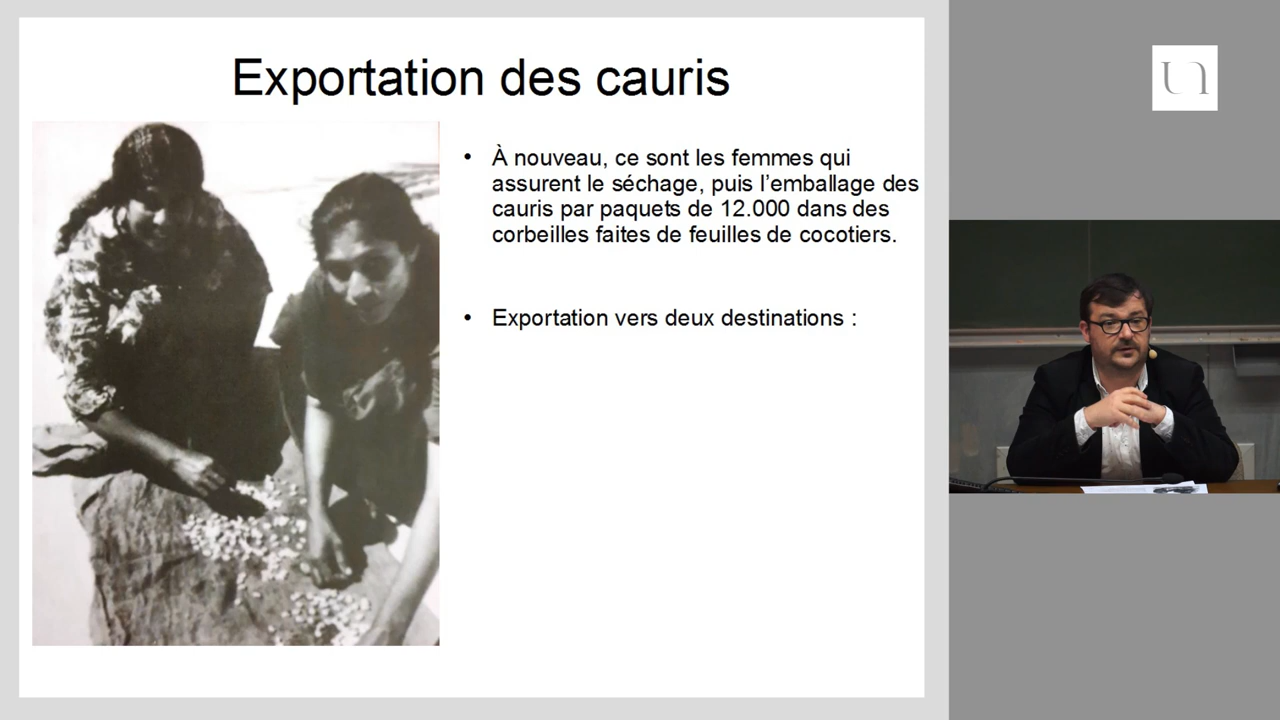 Exportation des cauris
• À nouveau, ce sont les femmes qui
assurent le séchage, puis l’emballage des
cauris par paquets de 12.000 dans des
corbeilles faites de feuilles de cocotiers.
• Exportation vers deux destinations :